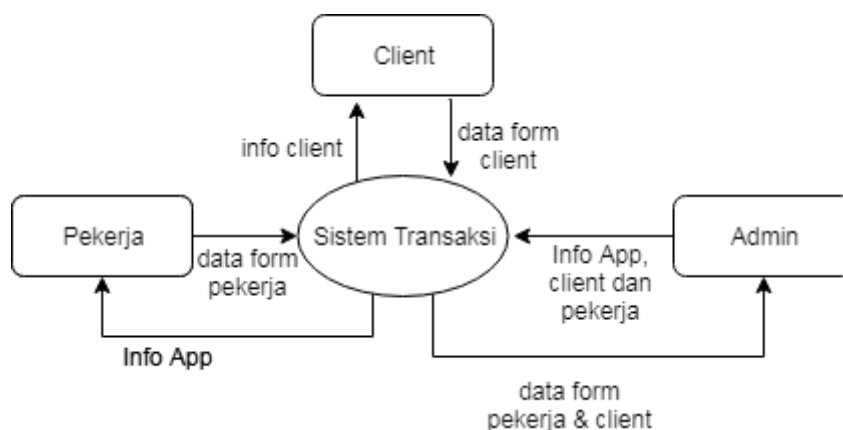 Client
info client
data form
client
Pekerja
data form
pekerja
Sistem Transaksi
Info App,
client dan
pekerja
Admin
Info App
data form
pekerja & client